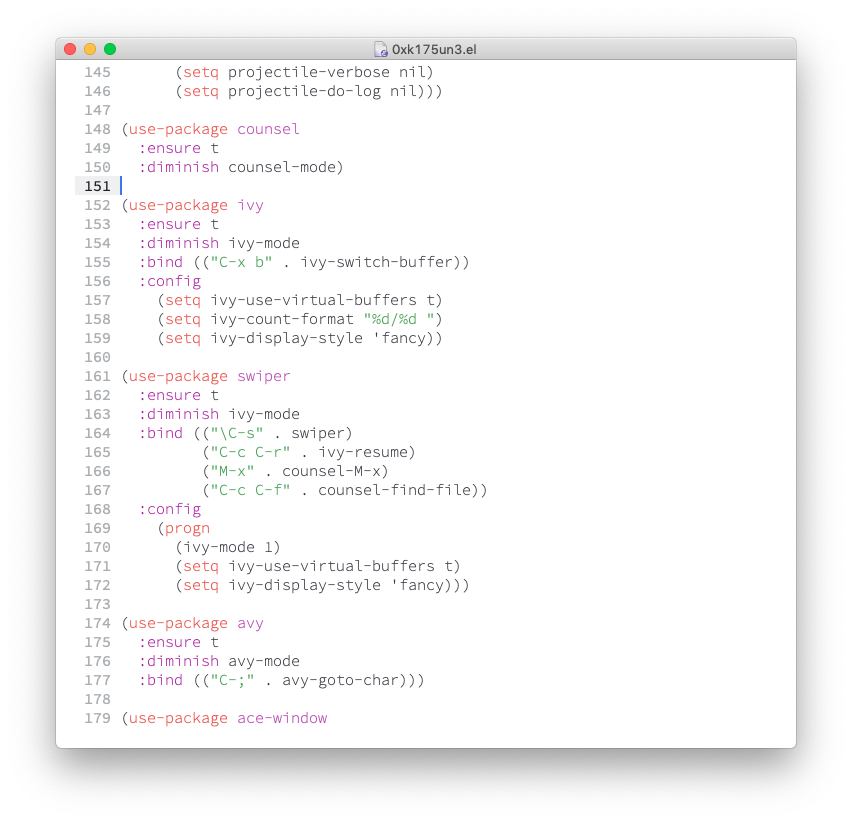 0xk175un3.el
145       (setq projectile-verbose nil)
146       (setq projectile-do-log nil)))
147
148 (use-package counsel
149   :ensure t
150   :diminish counsel-mode)
151
152 (use-package ivy
153   :ensure t
154   :diminish ivy-mode
155   :bind (("C-x b" . ivy-switch-buffer))
156   :config
157     (setq ivy-use-virtual-buffers t)
158     (setq ivy-count-format "%d/%d ")
159     (setq ivy-display-style 'fancy))
160
161 (use-package swiper
162   :ensure t
163   :diminish ivy-mode
164   :bind (("\C-s" . swiper)
165          ("C-c C-r" . ivy-resume)
166          ("M-x" . counsel-M-x)
167          ("C-c C-f" . counsel-find-file))
168   :config
169     (progn
170       (ivy-mode 1)
171       (setq ivy-use-virtual-buffers t)
172       (setq ivy-display-style 'fancy)))
173
174 (use-package avy
175   :ensure t
176   :diminish avy-mode
177   :bind (("C-;" . avy-goto-char)))
178
179 (use-package ace-window